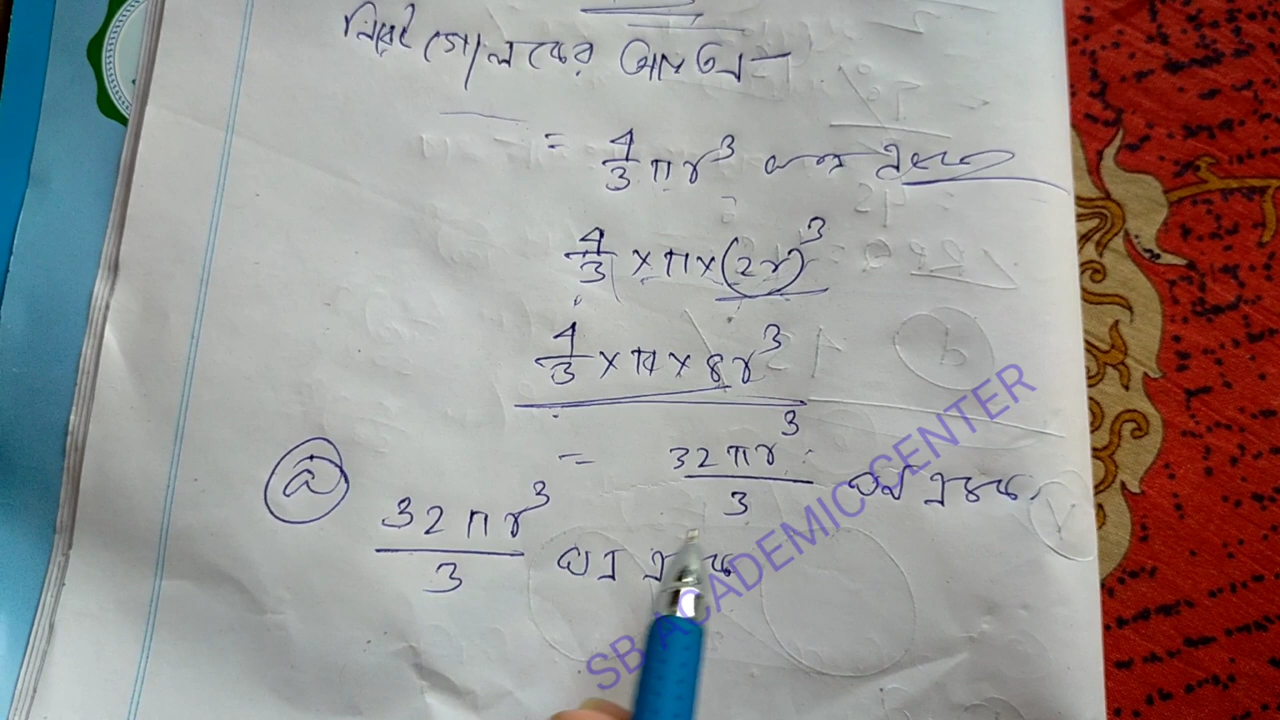 নিরেট গোলকের আয়তন
= 4/3 πr³ ঘন একক
4/3 × π × (2r)³
4/3 × π × 8r³
= 32πr³/3 ঘন একক
(a) 32πr³/3 ঘন একক
SB ACADEMIC CENTER